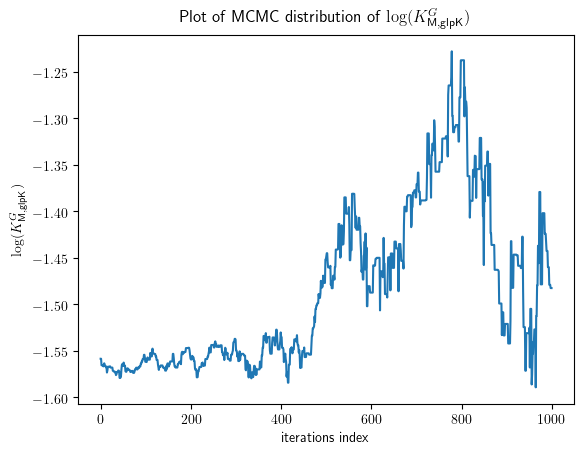 Plot of MCMC distribution of log(K^G_{M,glpK})
−1.25
−1.30
−1.35
−1.40
−1.45
−1.50
−1.55
−1.60
log(K^G_{M,glpK})
0 200 400 600 800 1000
iterations index